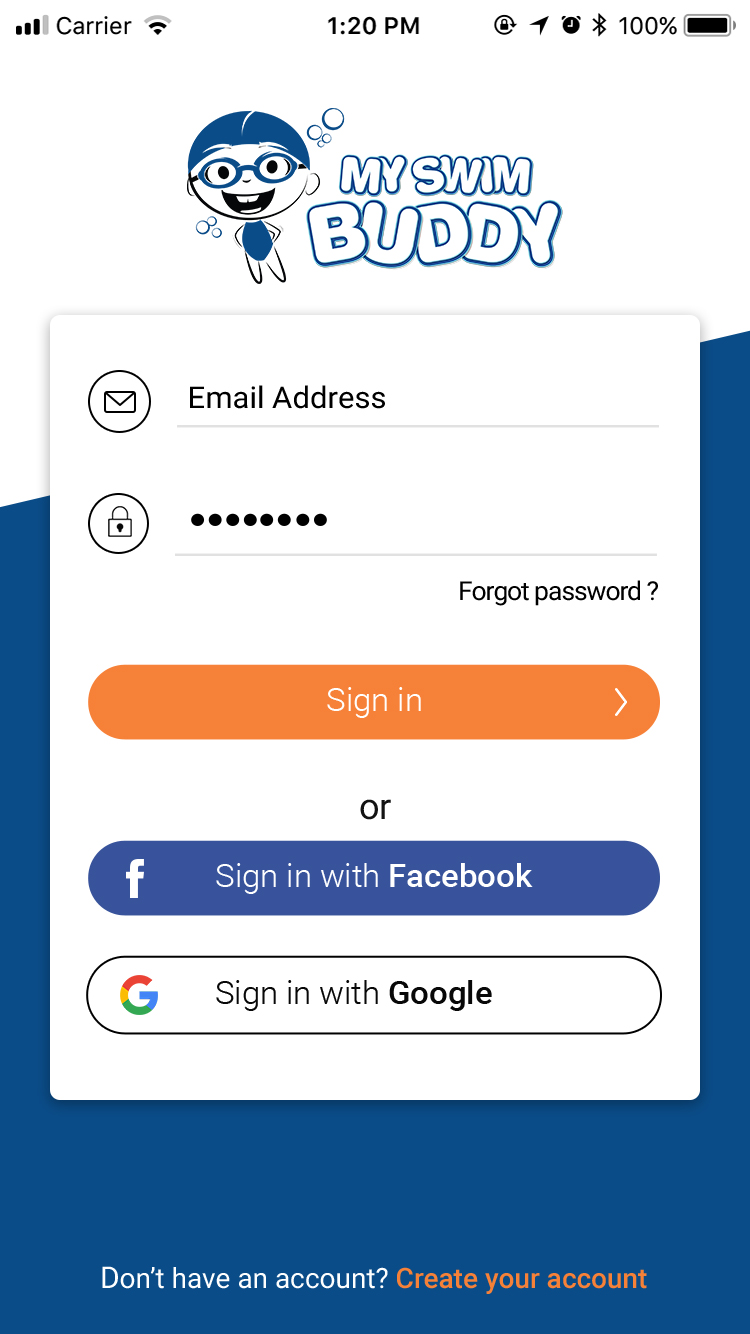 Carrier 1:20 PM 100%
MY SWIM
BUDDY
Email Address
••••••••
Forgot password ?
Sign in
or
f Sign in with Facebook
G Sign in with Google
Don't have an account? Create your account